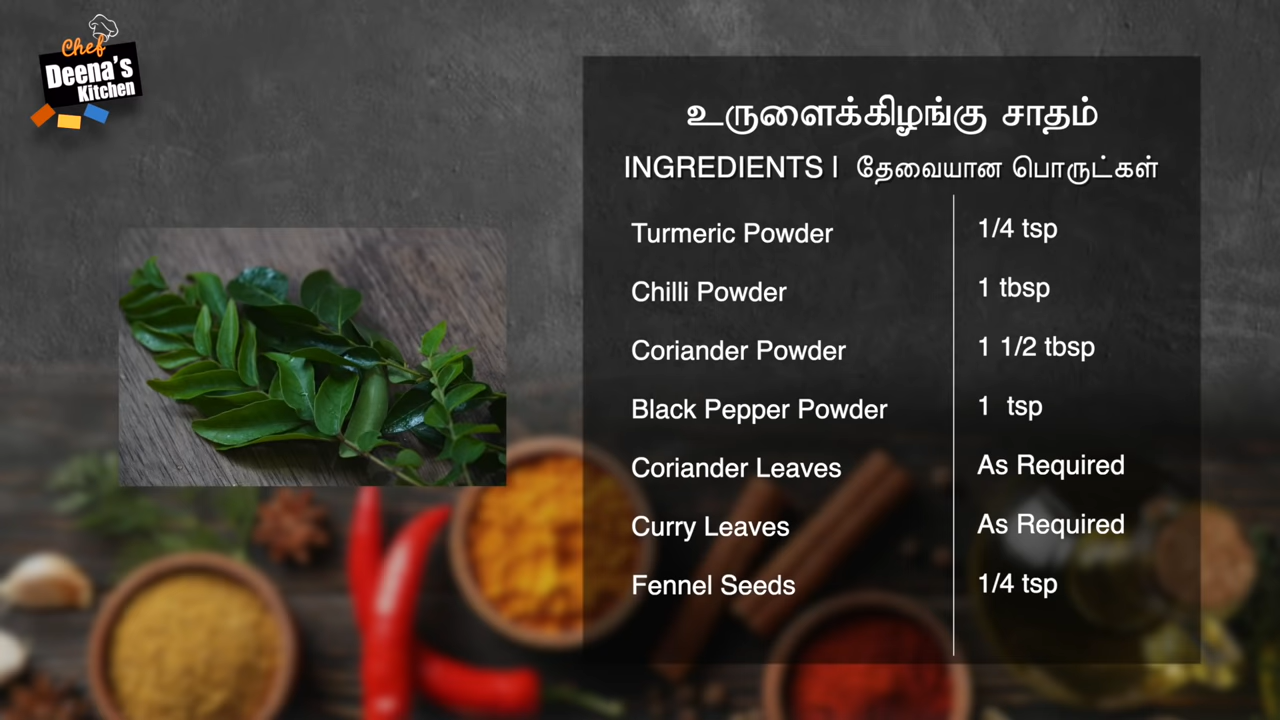 Chef
Deena's
Kitchen
உருளைக்கிழங்கு சாதம்
INGREDIENTS | தேவையான பொருட்கள்
Turmeric Powder 1/4 tsp
Chilli Powder 1 tbsp
Coriander Powder 1 1/2 tbsp
Black Pepper Powder 1 tsp
Coriander Leaves As Required
Curry Leaves As Required
Fennel Seeds 1/4 tsp